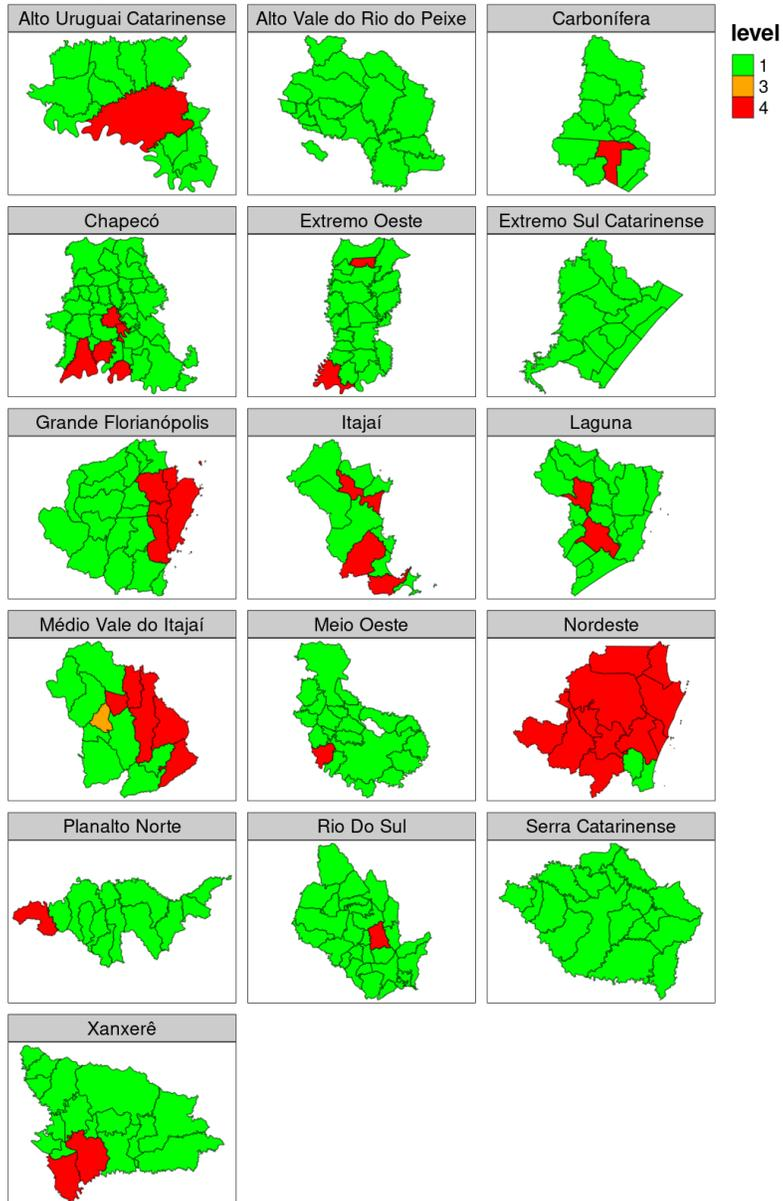 Alto Uruguai Catarinense
Alto Vale do Rio do Peixe
Carbonífera
level
1
3
4
Chapecó
Extremo Oeste
Extremo Sul Catarinense
Grande Florianópolis
Itajaí
Laguna
Médio Vale do Itajaí
Meio Oeste
Nordeste
Planalto Norte
Rio Do Sul
Serra Catarinense
Xanxerê